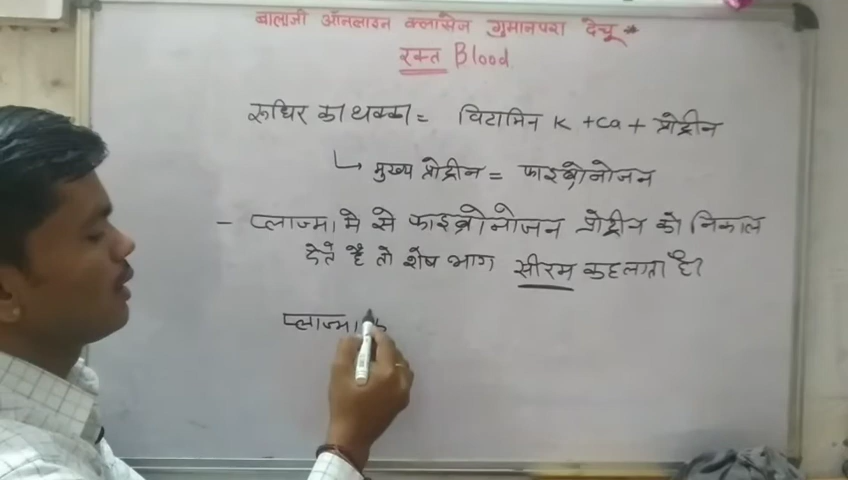 बालाजी ऑनलाइन क्लासेज गुमानपरा देचू *
रक्त Blood
रूधिर का थक्का = विटामिन K + Ca + प्रोटीन
↳ मुख्य प्रोटीन = फाइब्रोनोजन
- प्लाज्मा मे से फाइब्रोनोजन प्रोटीन को निकाल
देते है तो शेष भाग सीरम कहलाता है।
प्लाज्मा